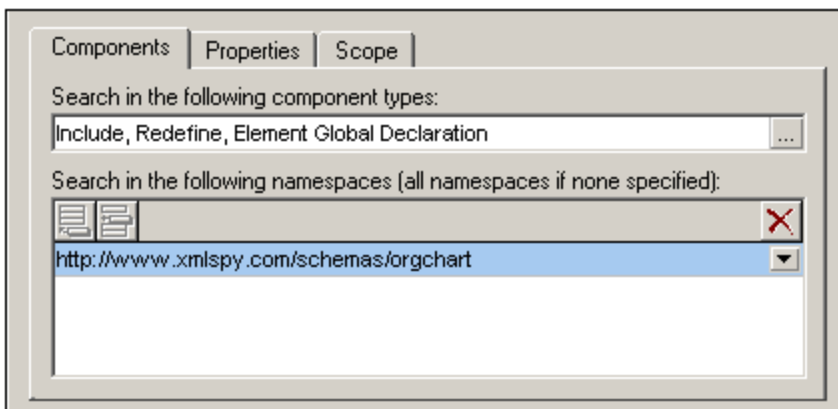 Components
Properties
Scope
Search in the following component types:
Include, Redefine, Element Global Declaration
...
Search in the following namespaces (all namespaces if none specified):
http://www.xmlspy.com/schemas/orgchart